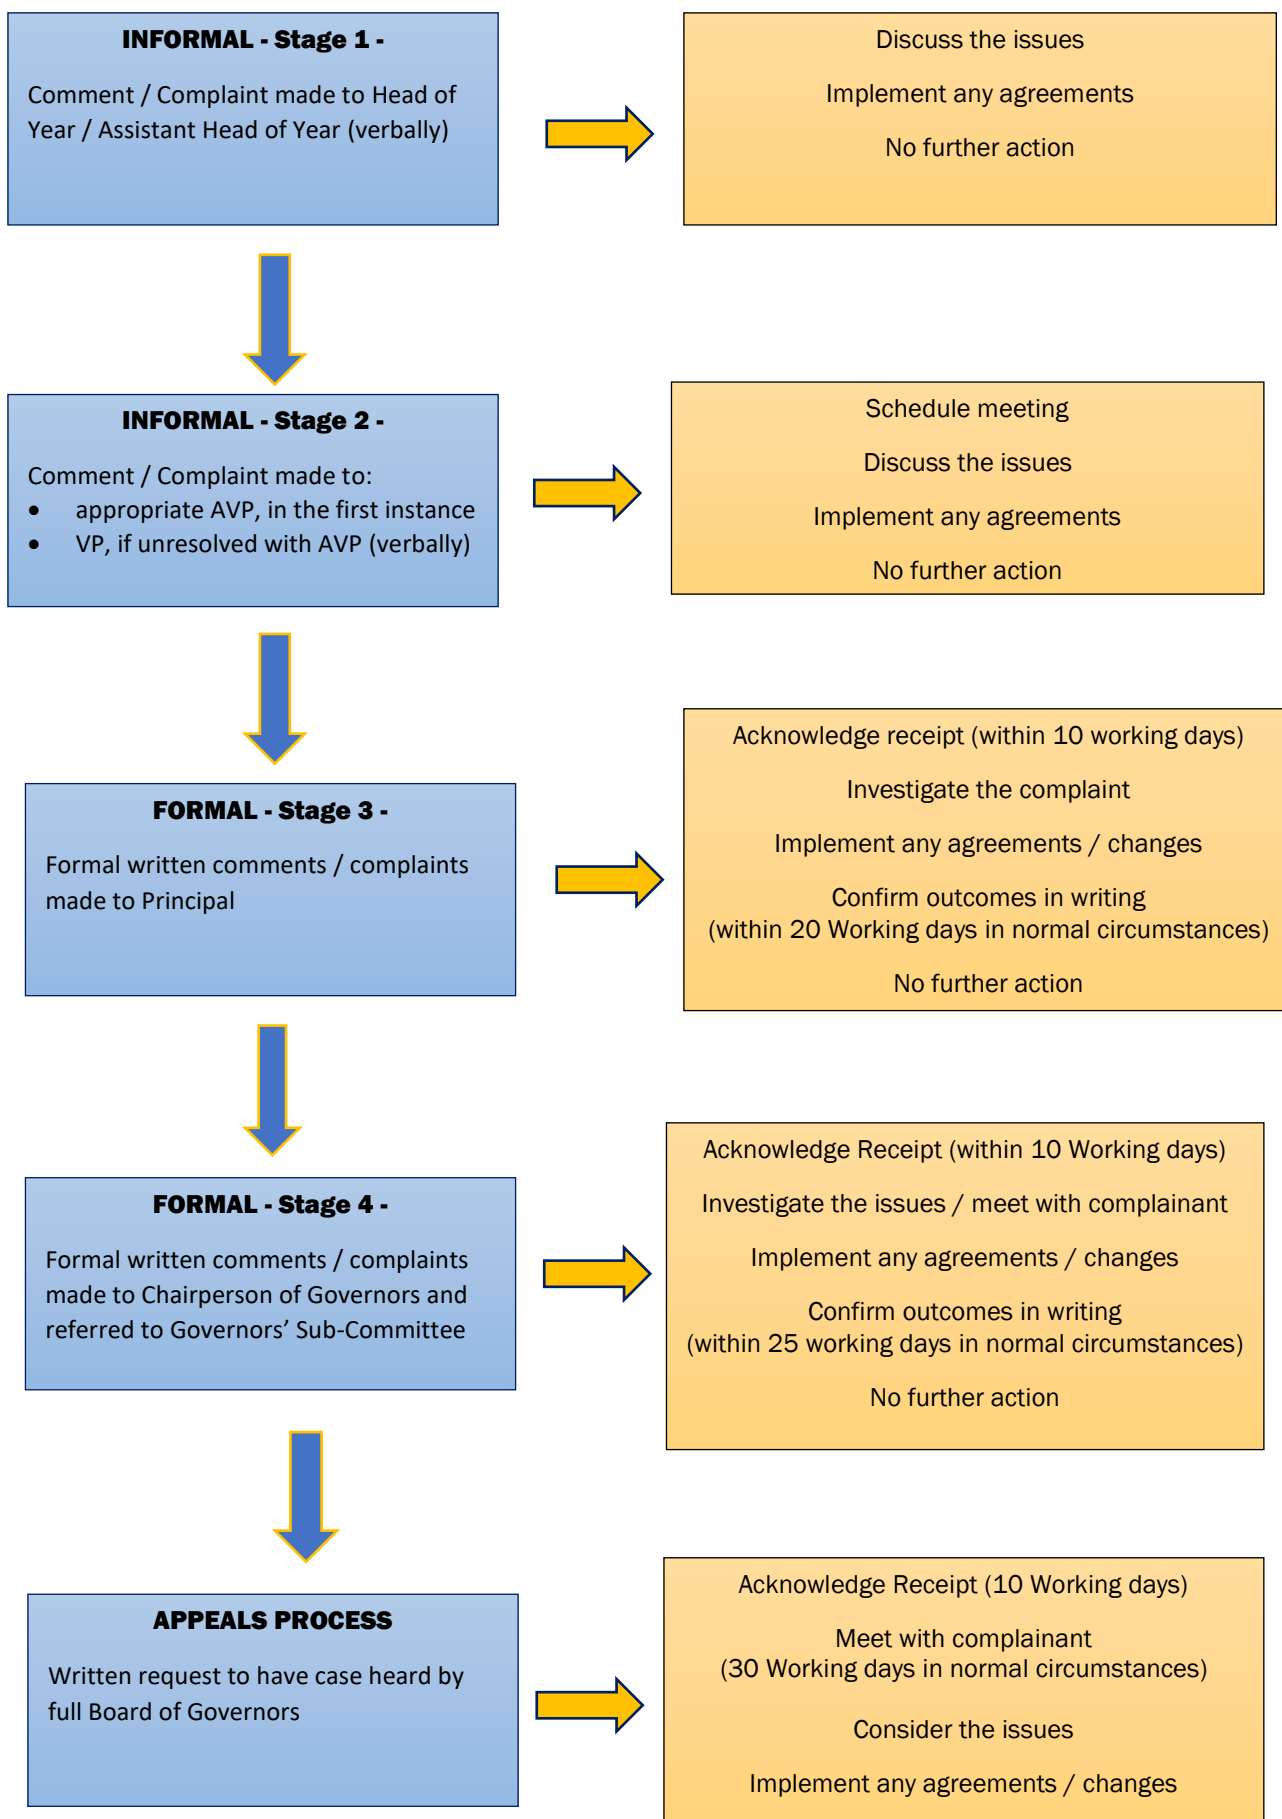 INFORMAL - Stage 1 -
Comment / Complaint made to Head of
Year / Assistant Head of Year (verbally)
Discuss the issues
Implement any agreements
No further action
INFORMAL - Stage 2 -
Comment / Complaint made to:
• appropriate AVP, in the first instance
• VP, if unresolved with AVP (verbally)
Schedule meeting
Discuss the issues
Implement any agreements
No further action
FORMAL - Stage 3 -
Formal written comments / complaints
made to Principal
Acknowledge receipt (within 10 working days)
Investigate the complaint
Implement any agreements / changes
Confirm outcomes in writing
(within 20 Working days in normal circumstances)
No further action
FORMAL - Stage 4 -
Formal written comments / complaints
made to Chairperson of Governors and
referred to Governors’ Sub-Committee
Acknowledge Receipt (within 10 Working days)
Investigate the issues / meet with complainant
Implement any agreements / changes
Confirm outcomes in writing
(within 25 working days in normal circumstances)
No further action
APPEALS PROCESS
Written request to have case heard by
full Board of Governors
Acknowledge Receipt (10 Working days)
Meet with complainant
(30 Working days in normal circumstances)
Consider the issues
Implement any agreements / changes